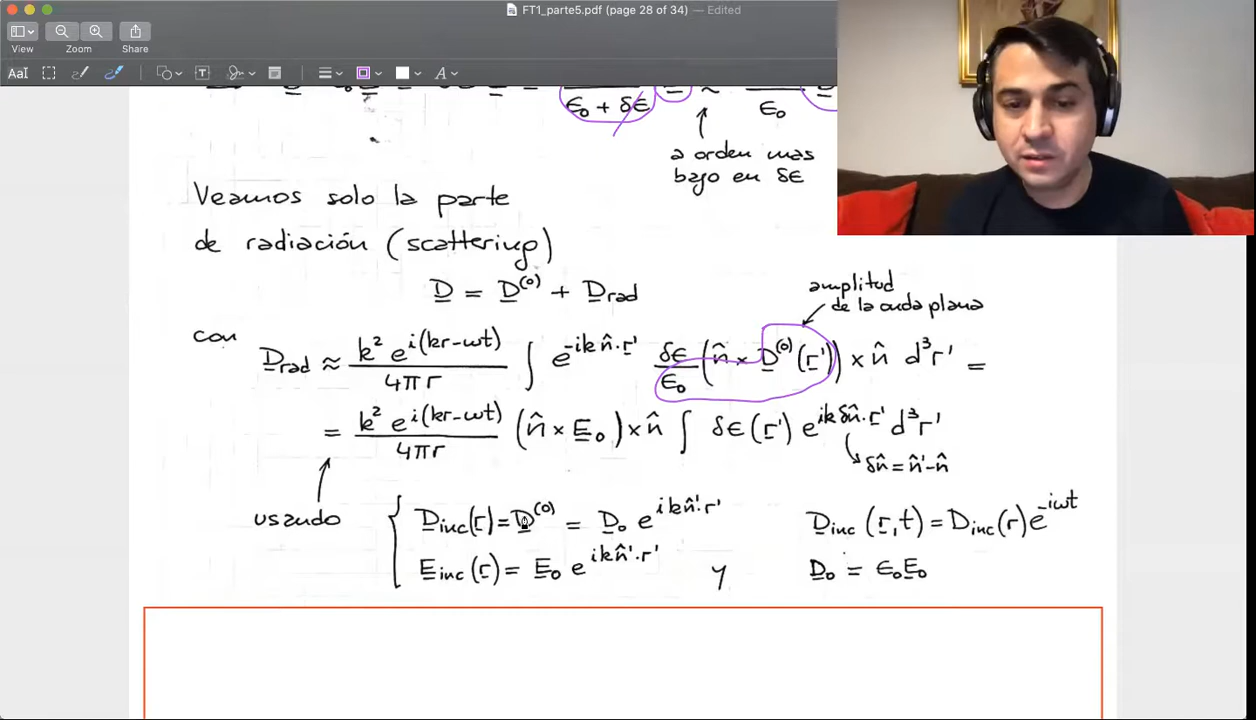 FT1_parte5.pdf (page 28 of 34) — Edited
View Zoom Share
AaI T A
ϵ₀ + δϵ ≈ ϵ₀
a orden mas
bajo en δϵ
Veamos solo la parte
de radiación (scattering)
D = D⁽⁰⁾ + D_rad
amplitud
de la onda plana
con
D_rad ≈ k² e^{i(kr-ωt)} / 4πr ∫ e^{-ik n̂·r'} δϵ/ϵ₀ (n̂ × D⁽⁰⁾(r')) × n̂ d³r' =
= k² e^{i(kr-ωt)} / 4πr (n̂ × E₀) × n̂ ∫ δϵ(r') e^{ikδn̂·r'} d³r'
δn̂ = n̂' - n̂
usando
D_inc(r) = D⁽⁰⁾ = D₀ e^{ik n̂'·r'} D_inc(r,t) = D_inc(r) e^{-iωt}
E_inc(r) = E₀ e^{ik n̂'·r'} y D₀ = ϵ₀E₀